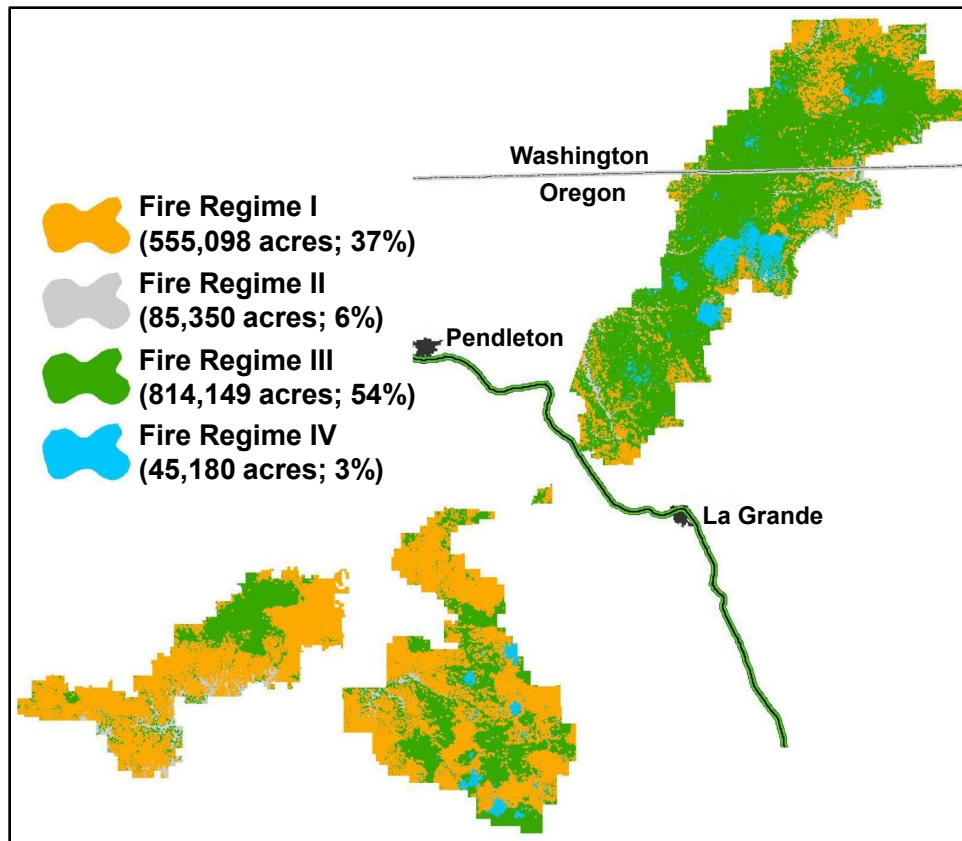 Washington
Oregon
Fire Regime I
(555,098 acres; 37%)
Fire Regime II
(85,350 acres; 6%)
Fire Regime III
(814,149 acres; 54%)
Fire Regime IV
(45,180 acres; 3%)
Pendleton
La Grande